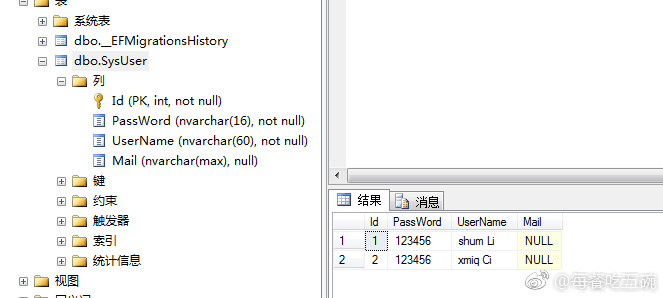 表
系统表
dbo.__EFMigrationsHistory
dbo.SysUser
列
Id (PK, int, not null)
PassWord (nvarchar(16), not null)
UserName (nvarchar(60), not null)
Mail (nvarchar(max), null)
键
约束
触发器
索引
统计信息
视图
结果 消息
Id PassWord UserName Mail
1 1 123456 shum Li NULL
2 2 123456 xmiq Ci NULL
@每餐吃五碗